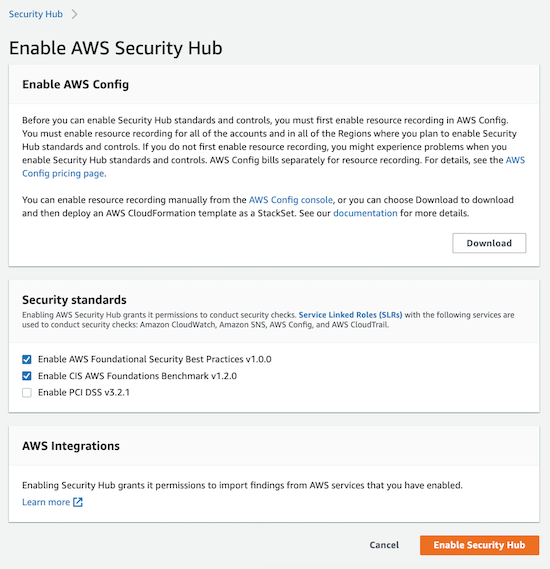 Security Hub
Enable AWS Security Hub
Enable AWS Config
Before you can enable Security Hub standards and controls, you must first enable resource recording in AWS Config.
You must enable resource recording for all of the accounts and in all of the Regions where you plan to enable Security
Hub standards and controls. If you do not first enable resource recording, you might experience problems when you
enable Security Hub standards and controls. AWS Config bills separately for resource recording. For details, see the AWS
Config pricing page.
You can enable resource recording manually from the AWS Config console, or you can choose Download to download
and then deploy an AWS CloudFormation template as a StackSet. See our documentation for more details.
Download
Security standards
Enabling AWS Security Hub grants it permissions to conduct security checks. Service Linked Roles (SLRs) with the following services are
used to conduct security checks: Amazon CloudWatch, Amazon SNS, AWS Config, and AWS CloudTrail.
Enable AWS Foundational Security Best Practices v1.0.0
Enable CIS AWS Foundations Benchmark v1.2.0
Enable PCI DSS v3.2.1
AWS Integrations
Enabling Security Hub grants it permissions to import findings from AWS services that you have enabled.
Learn more
Cancel
Enable Security Hub